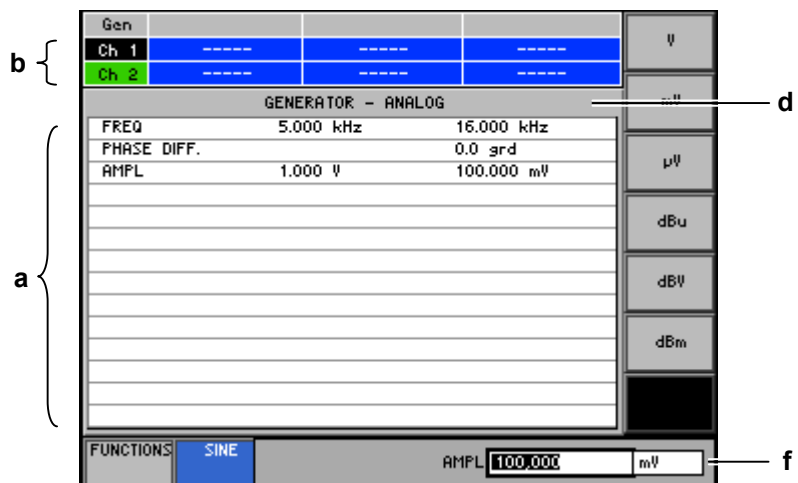 Gen
Ch 1 ----- ----- -----
Ch 2 ----- ----- -----
b
GENERATOR - ANALOG
d
FREQ 5.000 kHz 16.000 kHz
PHASE DIFF. 0.0 grd
AMPL 1.000 V 100.000 mV
a
V
mV
µV
dBu
dBV
dBm
FUNCTIONS SINE AMPL 100.000 mV
f